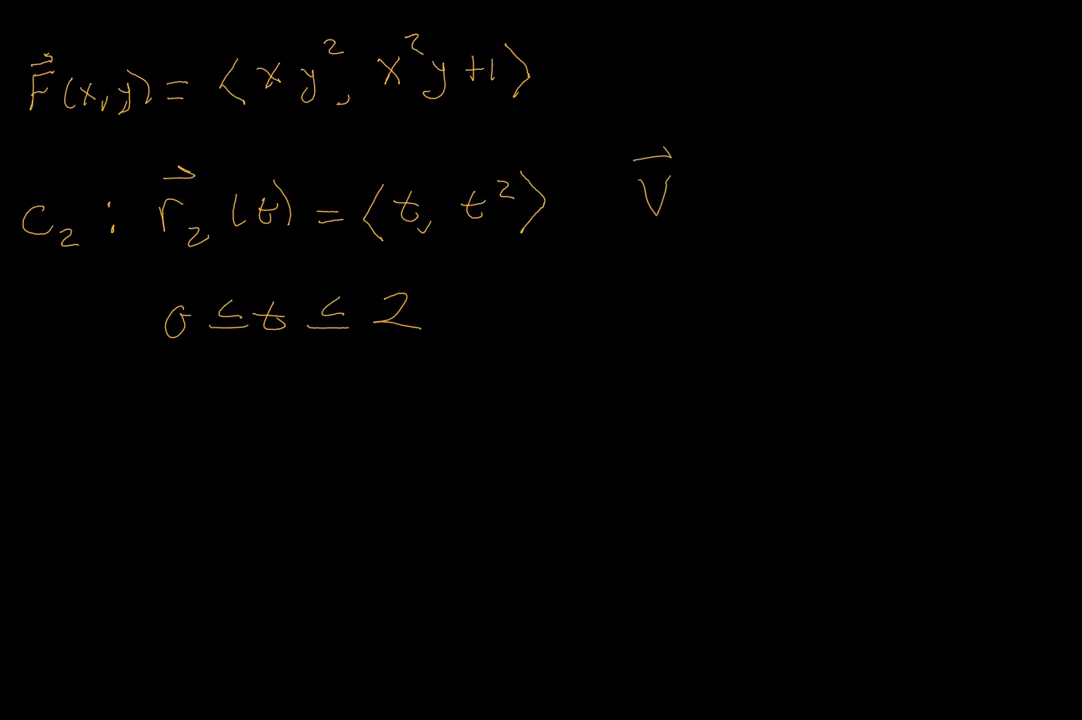 F⃗(x,y) = ⟨xy², x²y+1⟩
C₂ : r⃗₂(t) = ⟨t, t²⟩ V⃗
0 ≤ t ≤ 2